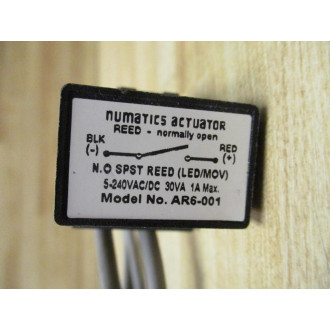 numatics actuator
REED - normally open
BLK RED
(-) (+)
N.O SPST REED (LED/MOV)
5-240VAC/DC 30VA 1A Max.
Model No. AR6-001